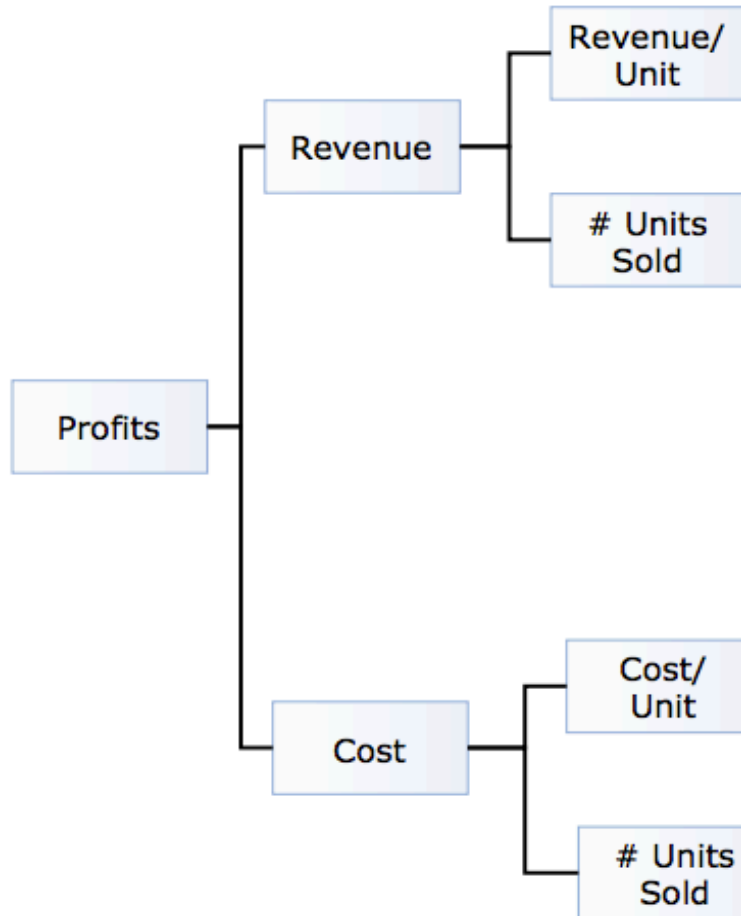 Revenue/
Unit
Revenue
# Units
Sold
Profits
Cost/
Unit
Cost
# Units
Sold